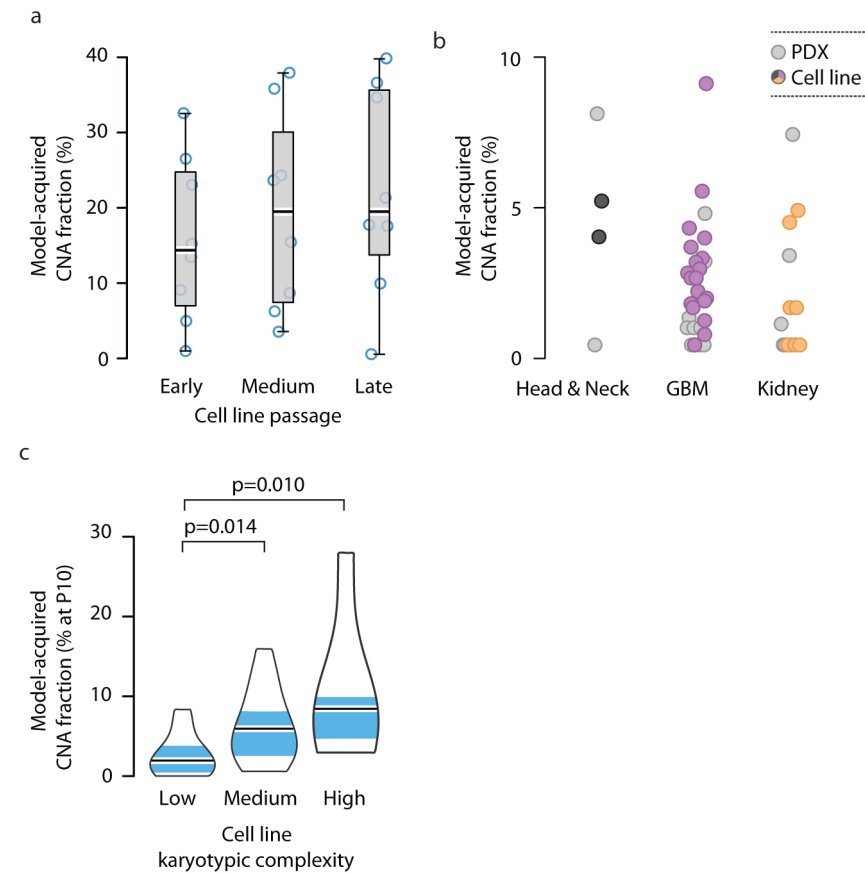 a
40
30
20
10
0
Model-acquired
CNA fraction (%)
Early
Medium
Late
Cell line passage
b
10
5
0
Model-acquired
CNA fraction (%)
PDX
Cell line
Head & Neck
GBM
Kidney
c
p=0.010
p=0.014
30
20
10
0
Model-acquired
CNA fraction (% at P10)
Low
Medium
High
Cell line
karyotypic complexity